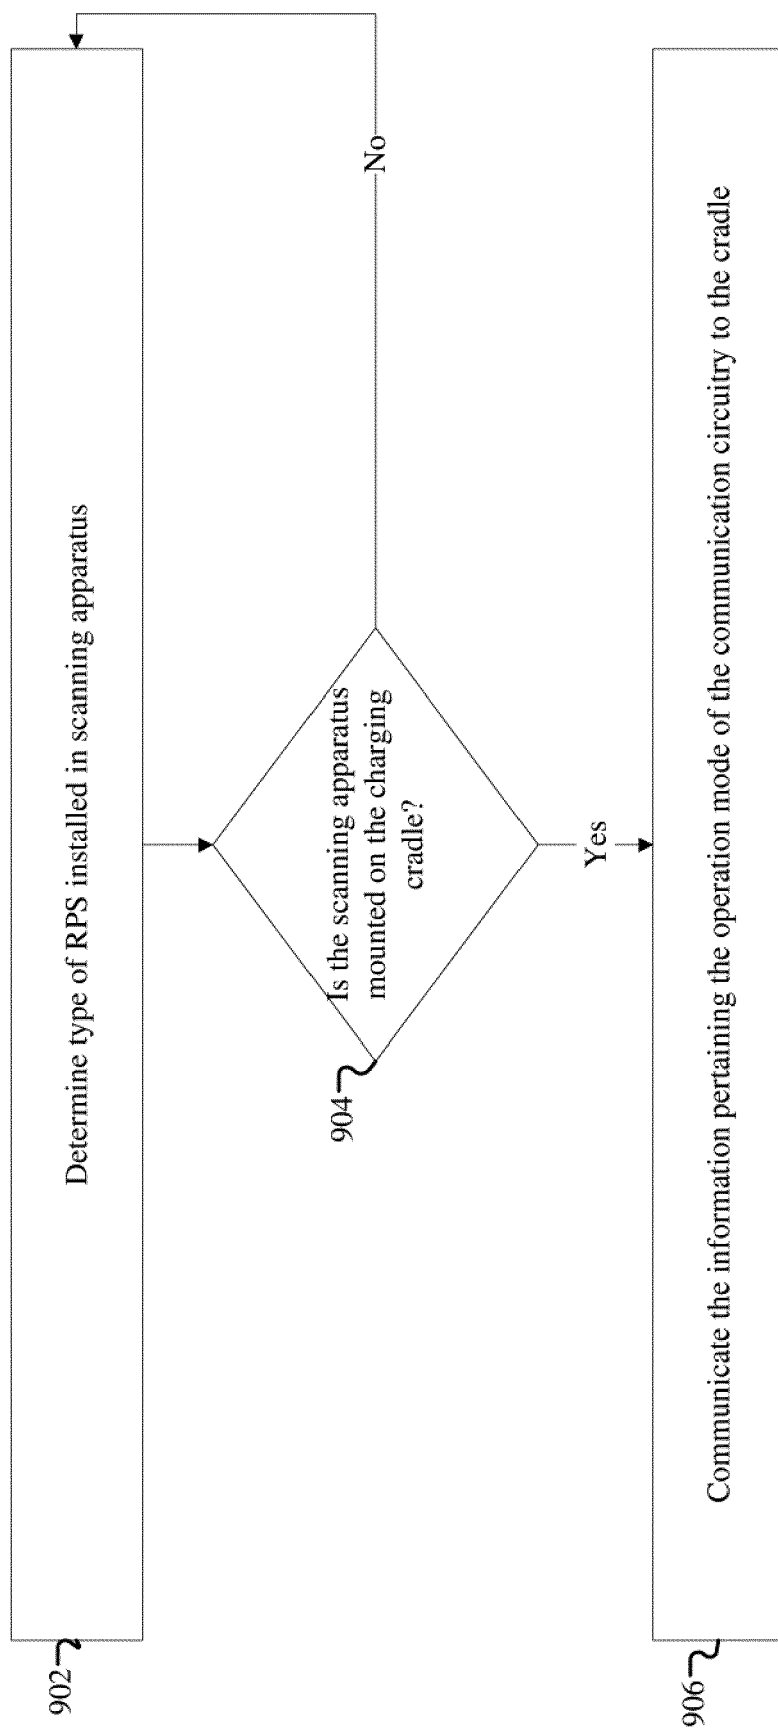 902
Determine type of RPS installed in scanning apparatus
904
Is the scanning apparatus
mounted on the charging
cradle?
No
Yes
906
Communicate the information pertaining the operation mode of the communication circuitry to the cradle